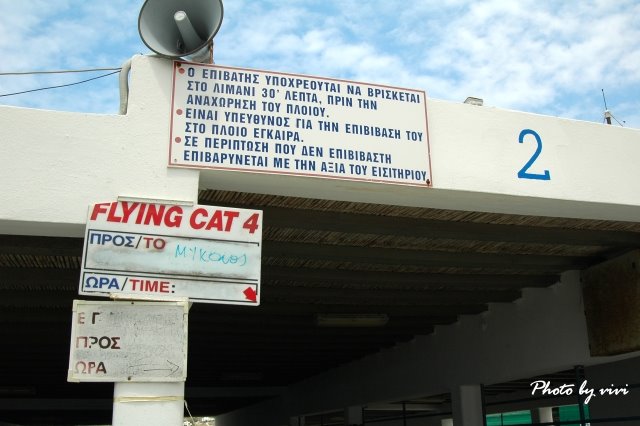 Ο ΕΠΙΒΑΤΗΣ ΥΠΟΧΡΕΟΥΤΑΙ ΝΑ ΒΡΙΣΚΕΤΑΙ
ΣΤΟ ΛΙΜΑΝΙ 30' ΛΕΠΤΑ, ΠΡΙΝ ΤΗΝ
ΑΝΑΧΩΡΗΣΗ ΤΟΥ ΠΛΟΙΟΥ.
ΕΙΝΑΙ ΥΠΕΥΘΥΝΟΣ ΓΙΑ ΤΗΝ ΕΠΙΒΙΒΑΣΗ ΤΟΥ
ΣΤΟ ΠΛΟΙΟ ΕΓΚΑΙΡΑ.
ΣΕ ΠΕΡΙΠΤΩΣΗ ΠΟΥ ΔΕΝ ΕΠΙΒΙΒΑΣΤΗ
ΕΠΙΒΑΡΥΝΕΤΑΙ ΜΕ ΤΗΝ ΑΞΙΑ ΤΟΥ ΕΙΣΙΤΗΡΙΟΥ
2
FLYING CAT 4
ΠΡΟΣ/TO ΜΥΚΟΝΟΣ
ΩΡΑ/TIME:
ΠΡΟΣ
ΩΡΑ
Photo by vivi